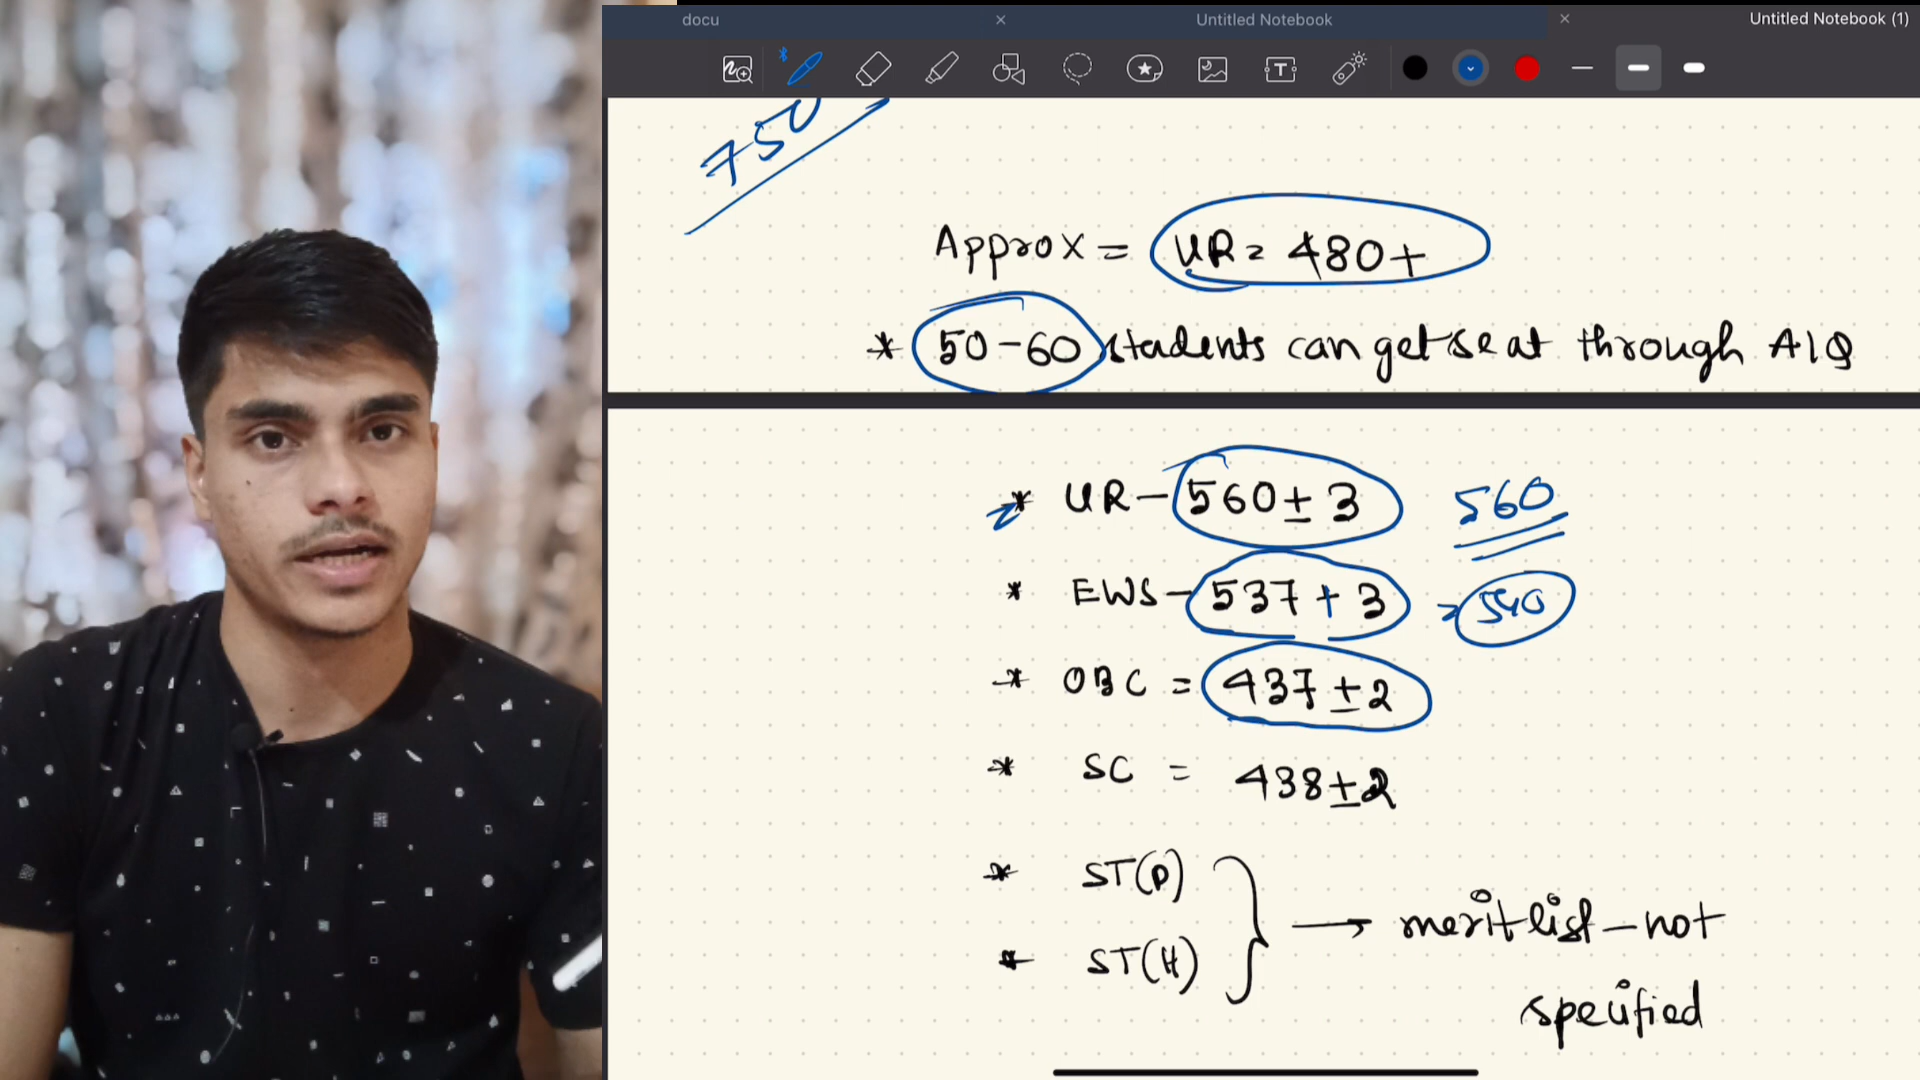 docu × Untitled Notebook × Untitled Notebook (1)
T
750
Approx = UR = 480+
* 50-60 students can get seat through AIQ
* UR - 560 ± 3 560
* EWS - 537 + 3 = 540
* OBC = 437 ± 2
* SC = 438 ± 2
* ST(P)
* ST(H)
→ merit list - not
specified